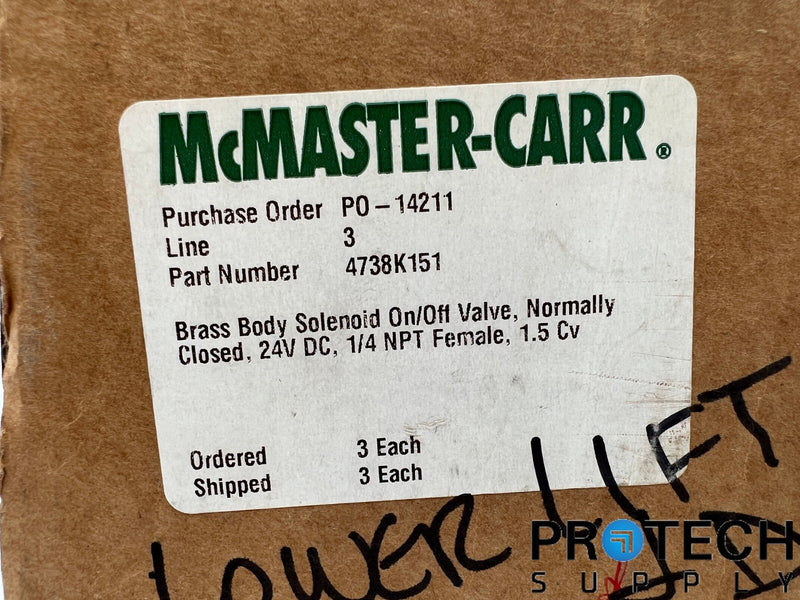 McMASTER-CARR®
Purchase Order PO-14211
Line 3
Part Number 4738K151
Brass Body Solenoid On/Off Valve, Normally
Closed, 24V DC, 1/4 NPT Female, 1.5 Cv
Ordered 3 Each
Shipped 3 Each
LOWER LIFT
PROTECH
SUPPLY